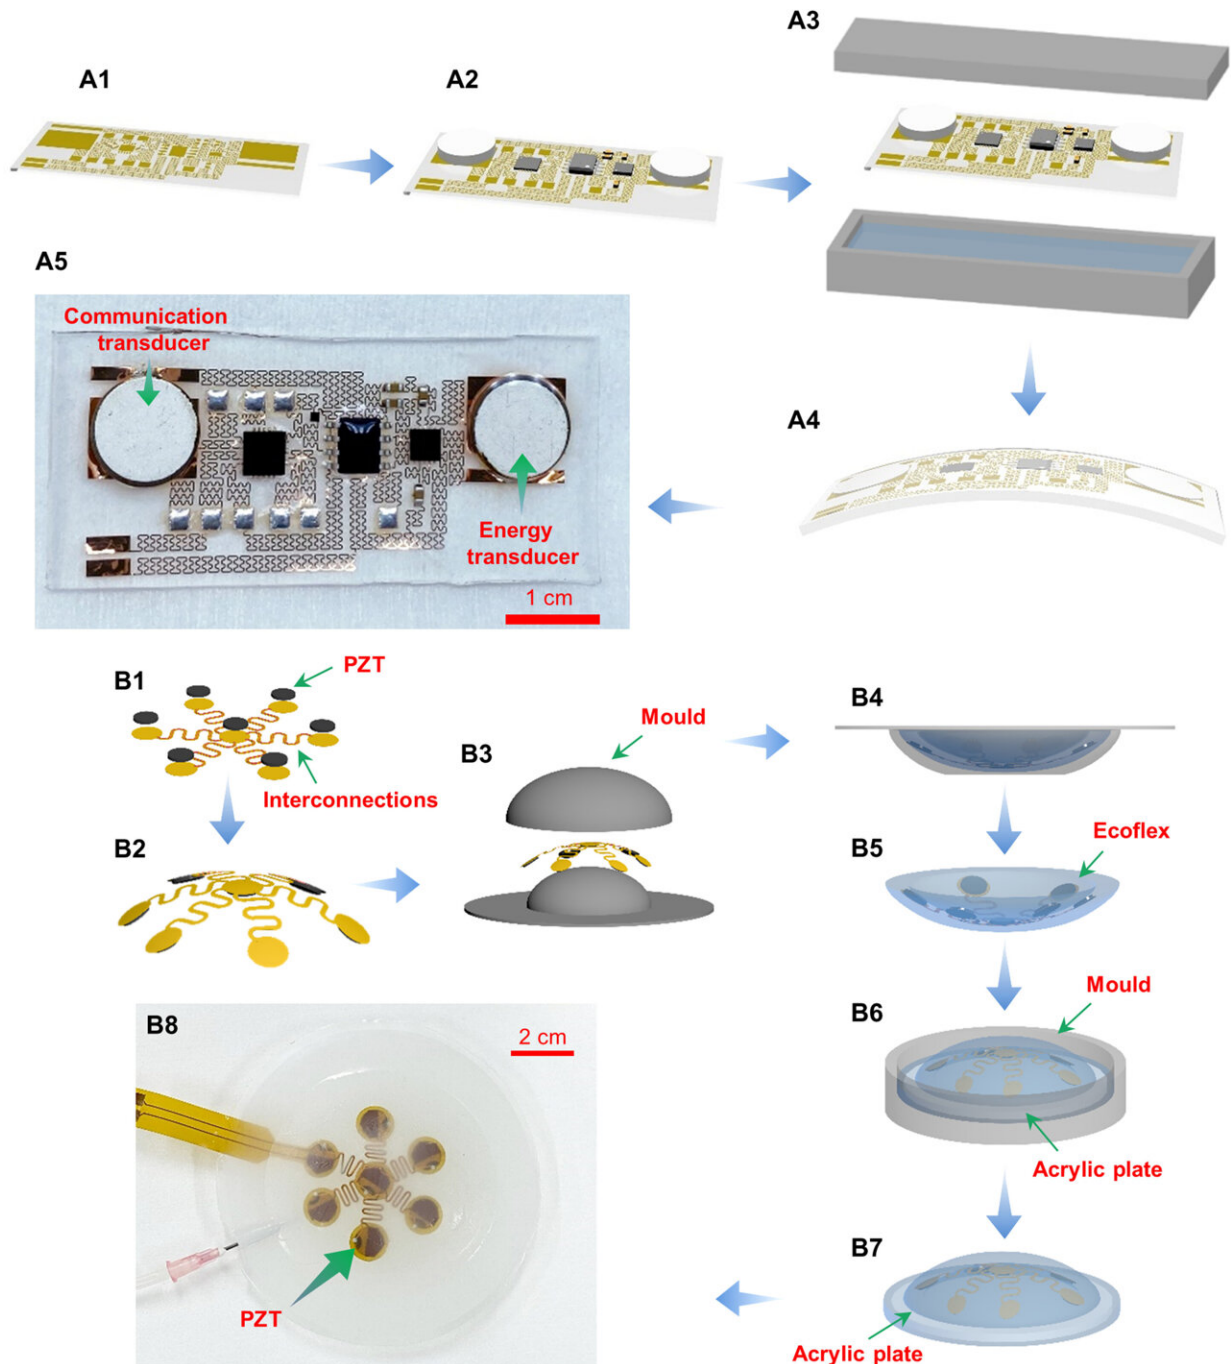 A1
A2
A3
A5
Communication
transducer
Energy
transducer
1 cm
A4
B1
PZT
Interconnections
B2
B3
Mould
B4
Ecoflex
B5
Mould
B6
Acrylic plate
B7
Acrylic plate
B8
2 cm
PZT